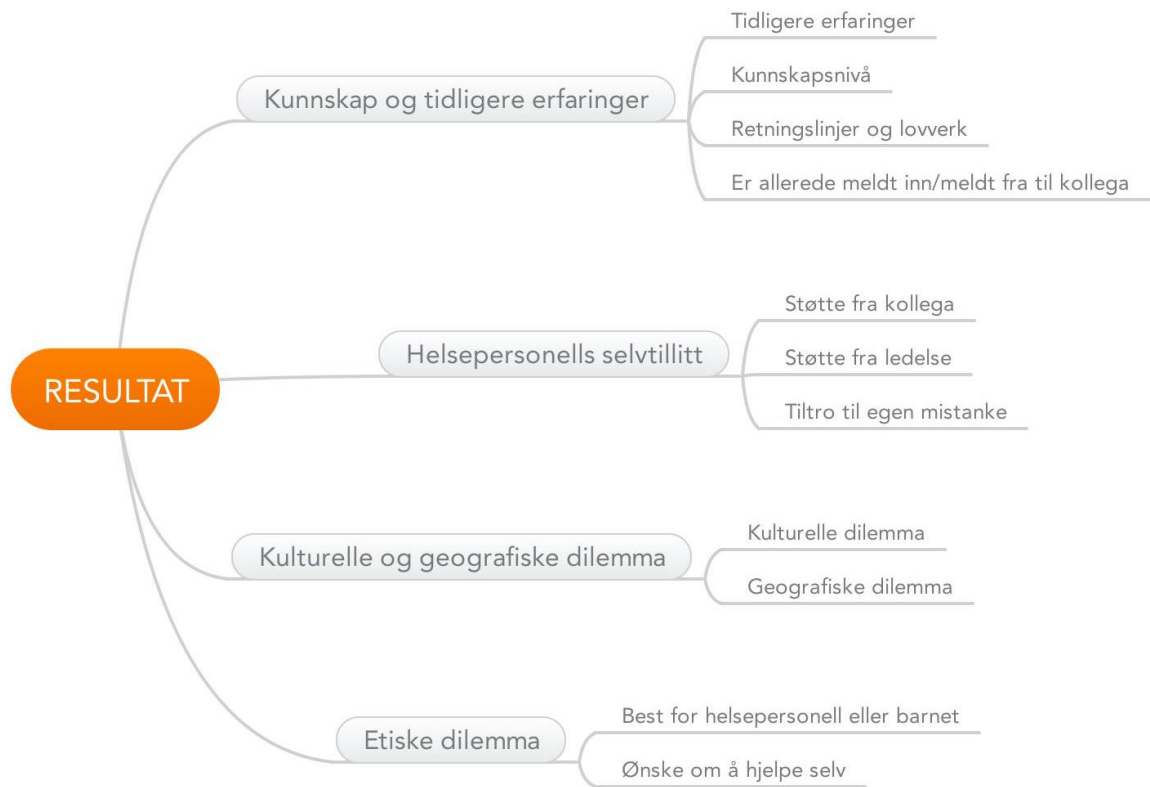 RESULTAT
Kunnskap og tidligere erfaringer
Tidligere erfaringer
Kunnskapsnivå
Retningslinjer og lovverk
Er allerede meldt inn/meldt fra til kollega
Helsepersonells selvtillitt
Støtte fra kollega
Støtte fra ledelse
Tiltro til egen mistanke
Kulturelle og geografiske dilemma
Kulturelle dilemma
Geografiske dilemma
Etiske dilemma
Best for helsepersonell eller barnet
Ønske om å hjelpe selv